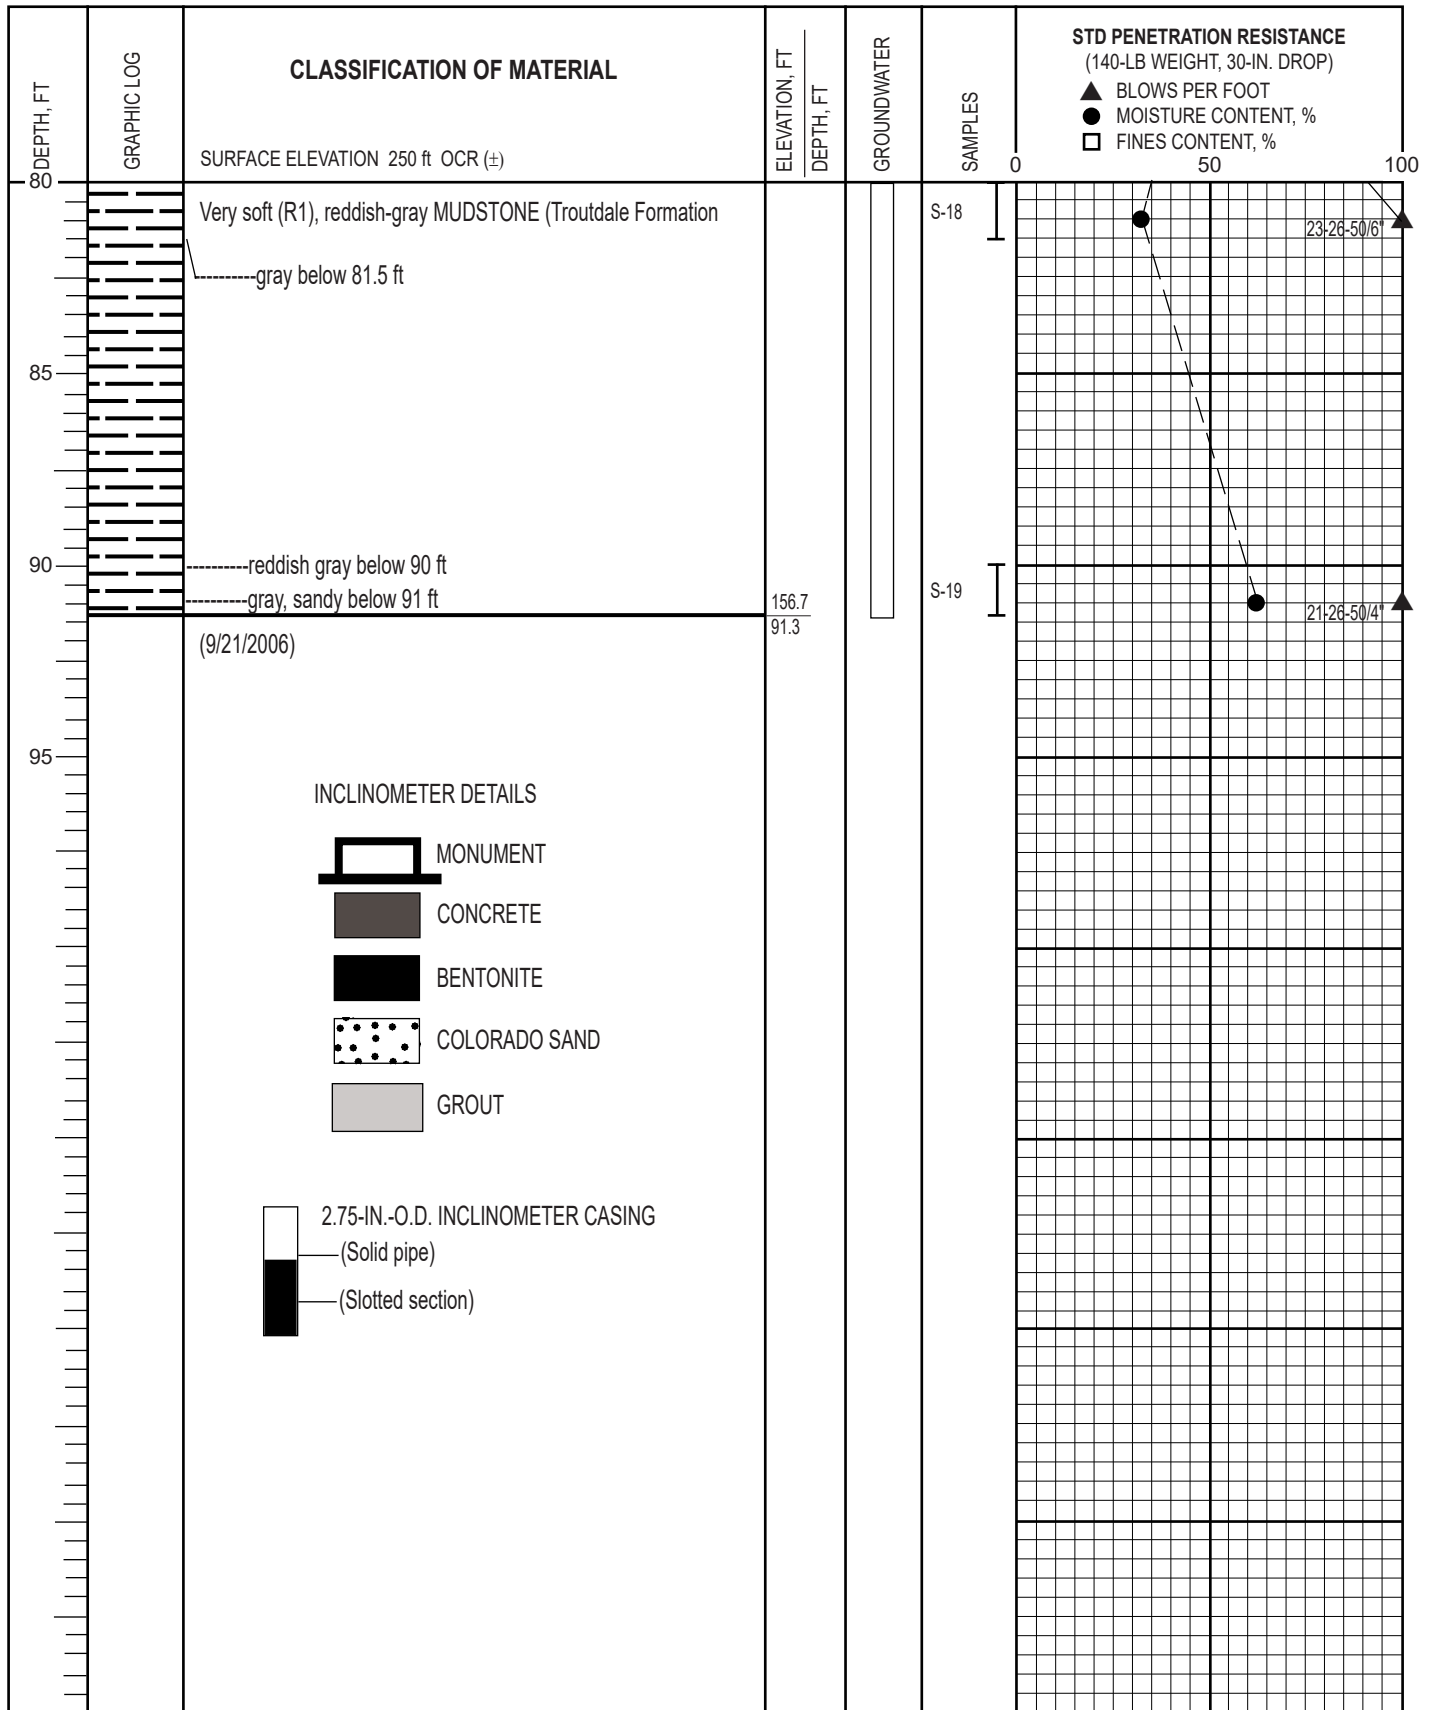 DEPTH, FT
GRAPHIC LOG
CLASSIFICATION OF MATERIAL
SURFACE ELEVATION 250 ft OCR (±)
ELEVATION, FT
DEPTH, FT
GROUNDWATER
SAMPLES
STD PENETRATION RESISTANCE
(140-LB WEIGHT, 30-IN. DROP)
BLOWS PER FOOT
MOISTURE CONTENT, %
FINES CONTENT, %
0 50 100
80
Very soft (R1), reddish-gray MUDSTONE (Troutdale Formation
S-18
23-26-50/6"
---------gray below 81.5 ft
85
90
---------reddish gray below 90 ft
---------gray, sandy below 91 ft
S-19
156.7
91.3
21-26-50/4"
(9/21/2006)
95
INCLINOMETER DETAILS
MONUMENT
CONCRETE
BENTONITE
COLORADO SAND
GROUT
2.75-IN.-O.D. INCLINOMETER CASING
(Solid pipe)
(Slotted section)